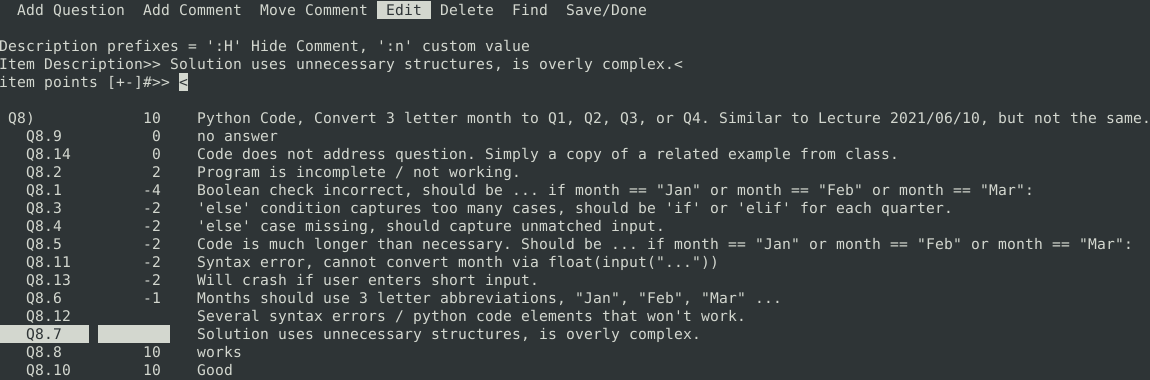 Add Question Add Comment Move Comment Edit Delete Find Save/Done
Description prefixes = ':H' Hide Comment, ':n' custom value
Item Description>> Solution uses unnecessary structures, is overly complex.<
item points [+-]#>> <
Q8) 10 Python Code, Convert 3 letter month to Q1, Q2, Q3, or Q4. Similar to Lecture 2021/06/10, but not the same.
Q8.9 0 no answer
Q8.14 0 Code does not address question. Simply a copy of a related example from class.
Q8.2 2 Program is incomplete / not working.
Q8.1 -4 Boolean check incorrect, should be ... if month == "Jan" or month == "Feb" or month == "Mar":
Q8.3 -2 'else' condition captures too many cases, should be 'if' or 'elif' for each quarter.
Q8.4 -2 'else' case missing, should capture unmatched input.
Q8.5 -2 Code is much longer than necessary. Should be ... if month == "Jan" or month == "Feb" or month == "Mar":
Q8.11 -2 Syntax error, cannot convert month via float(input("..."))
Q8.13 -2 Will crash if user enters short input.
Q8.6 -1 Months should use 3 letter abbreviations, "Jan", "Feb", "Mar" ...
Q8.12 Several syntax errors / python code elements that won't work.
Q8.7 Solution uses unnecessary structures, is overly complex.
Q8.8 10 works
Q8.10 10 Good